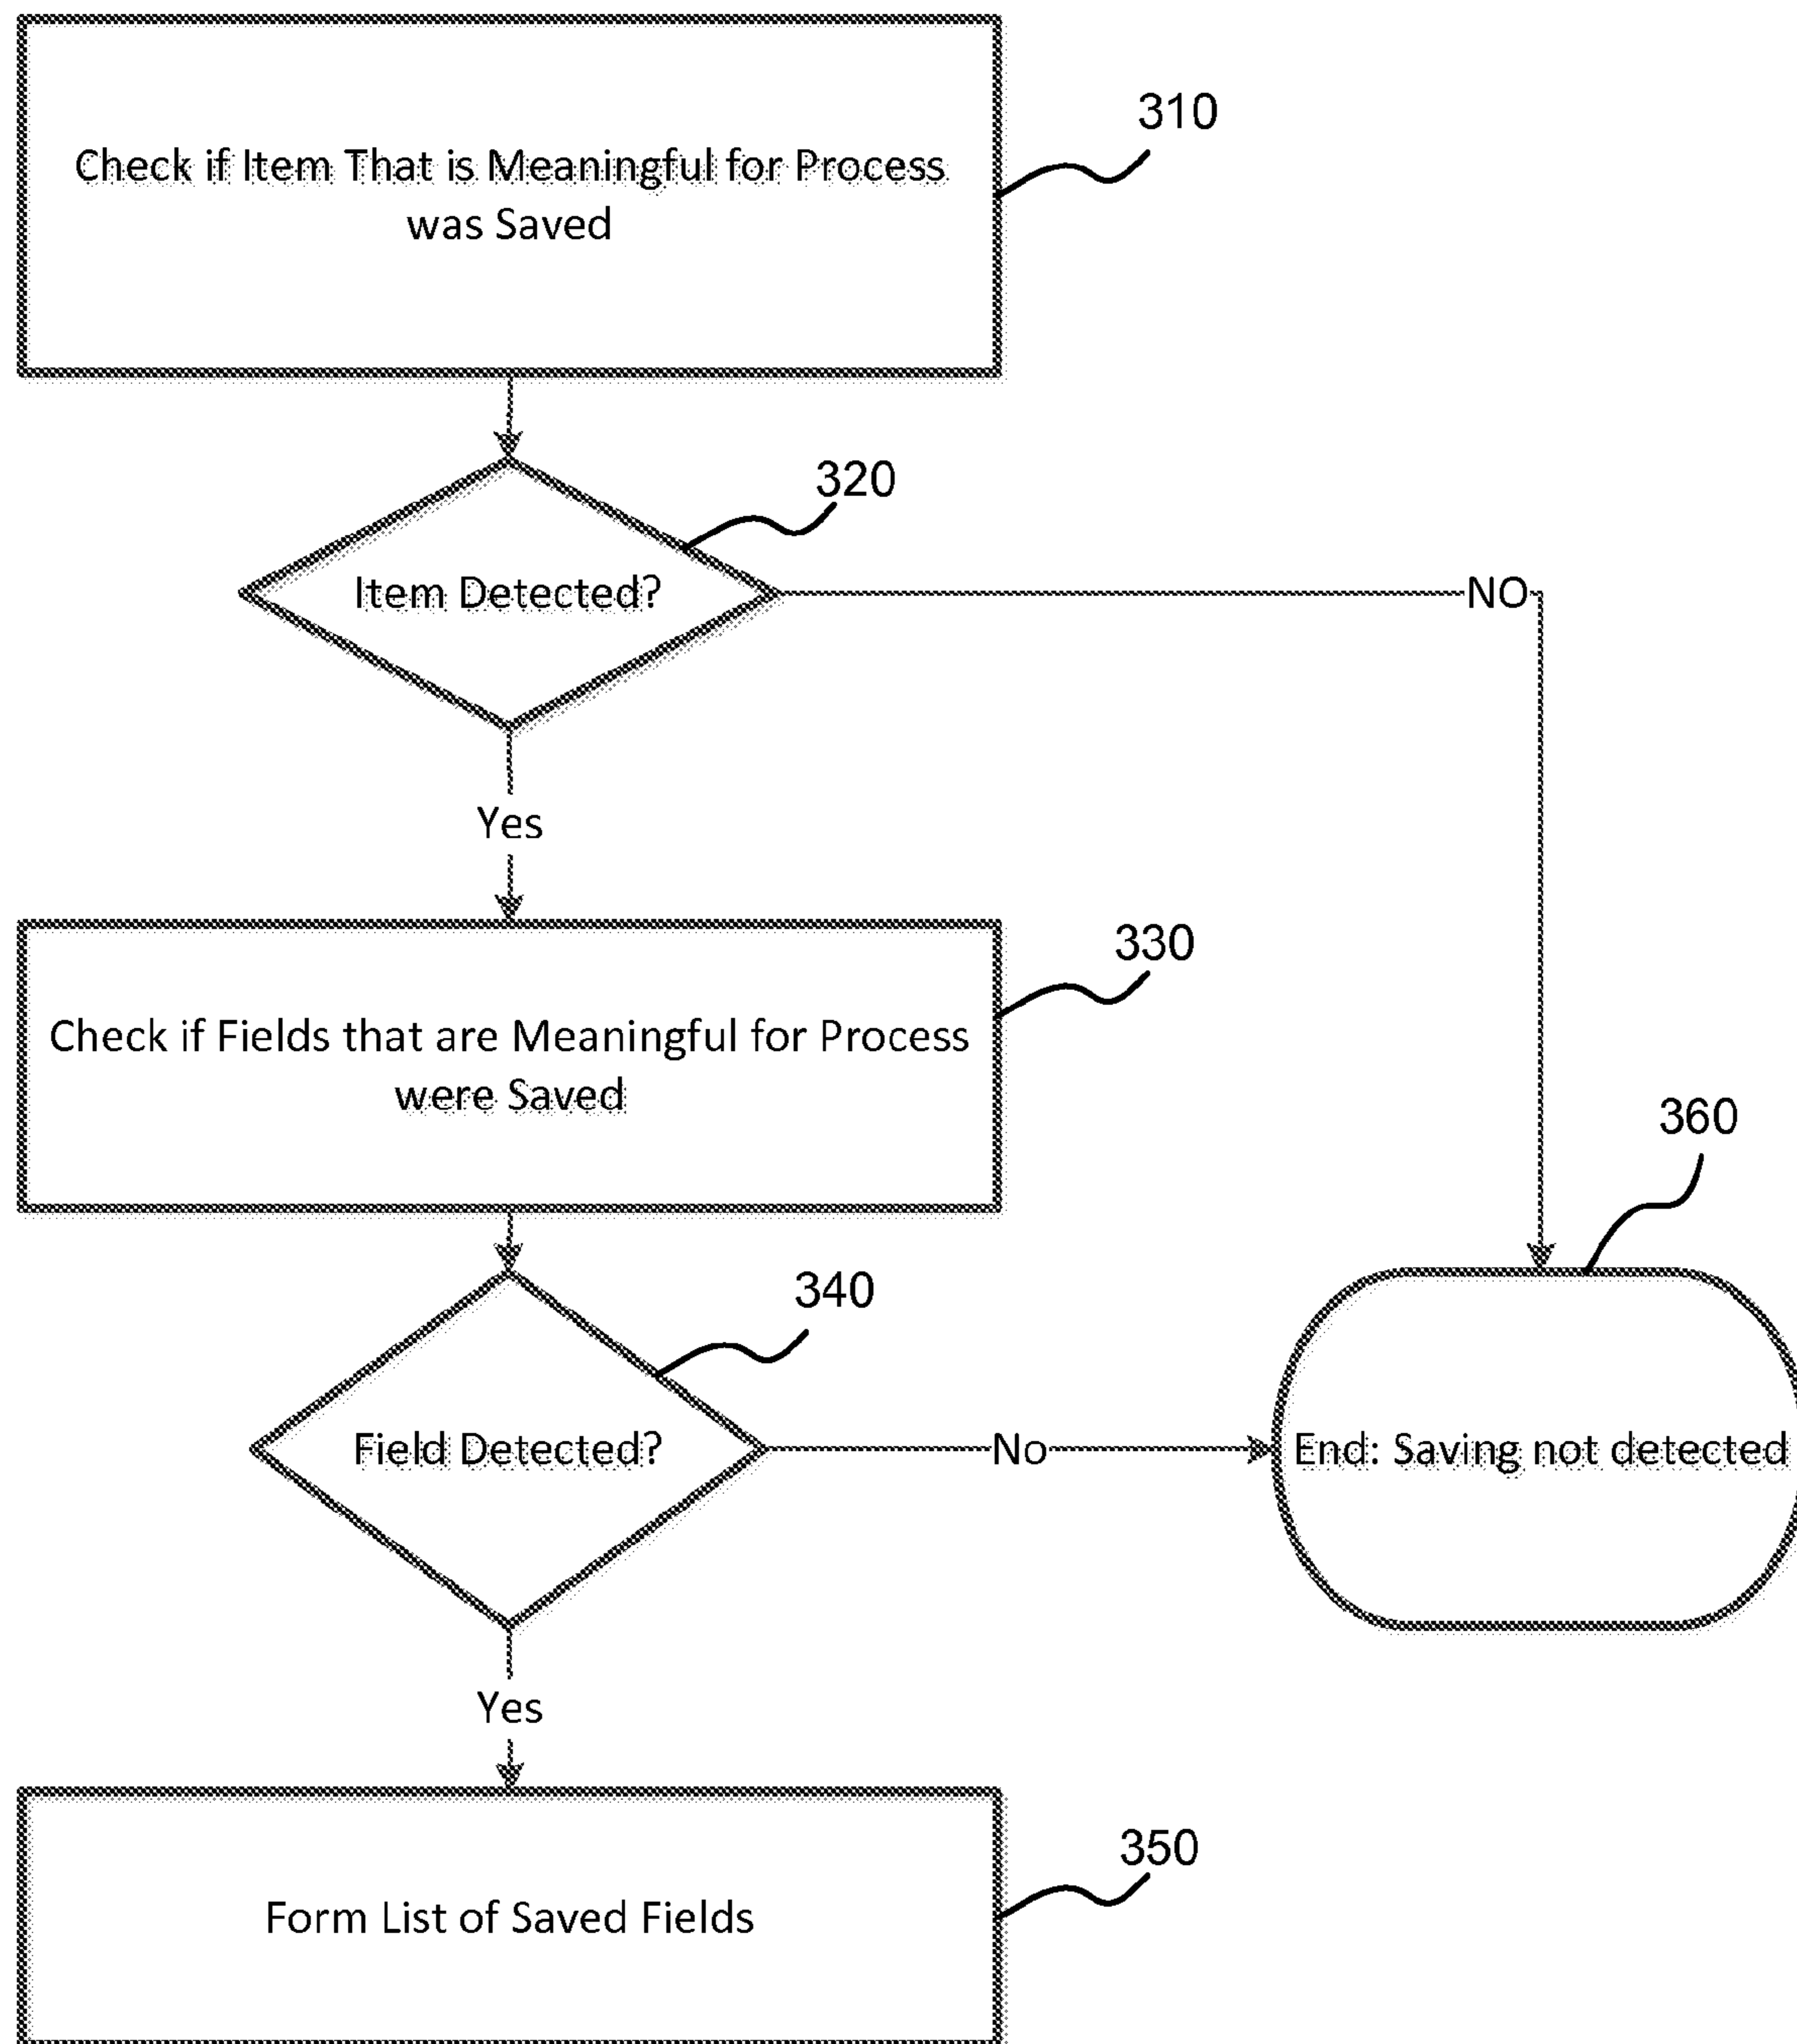 310
Check if Item That is Meaningful for Process
was Saved
320
Item Detected?
NO
Yes
330
Check if Fields that are Meaningful for Process
were Saved
360
340
Field Detected?
No
End: Saving not detected
Yes
350
Form List of Saved Fields